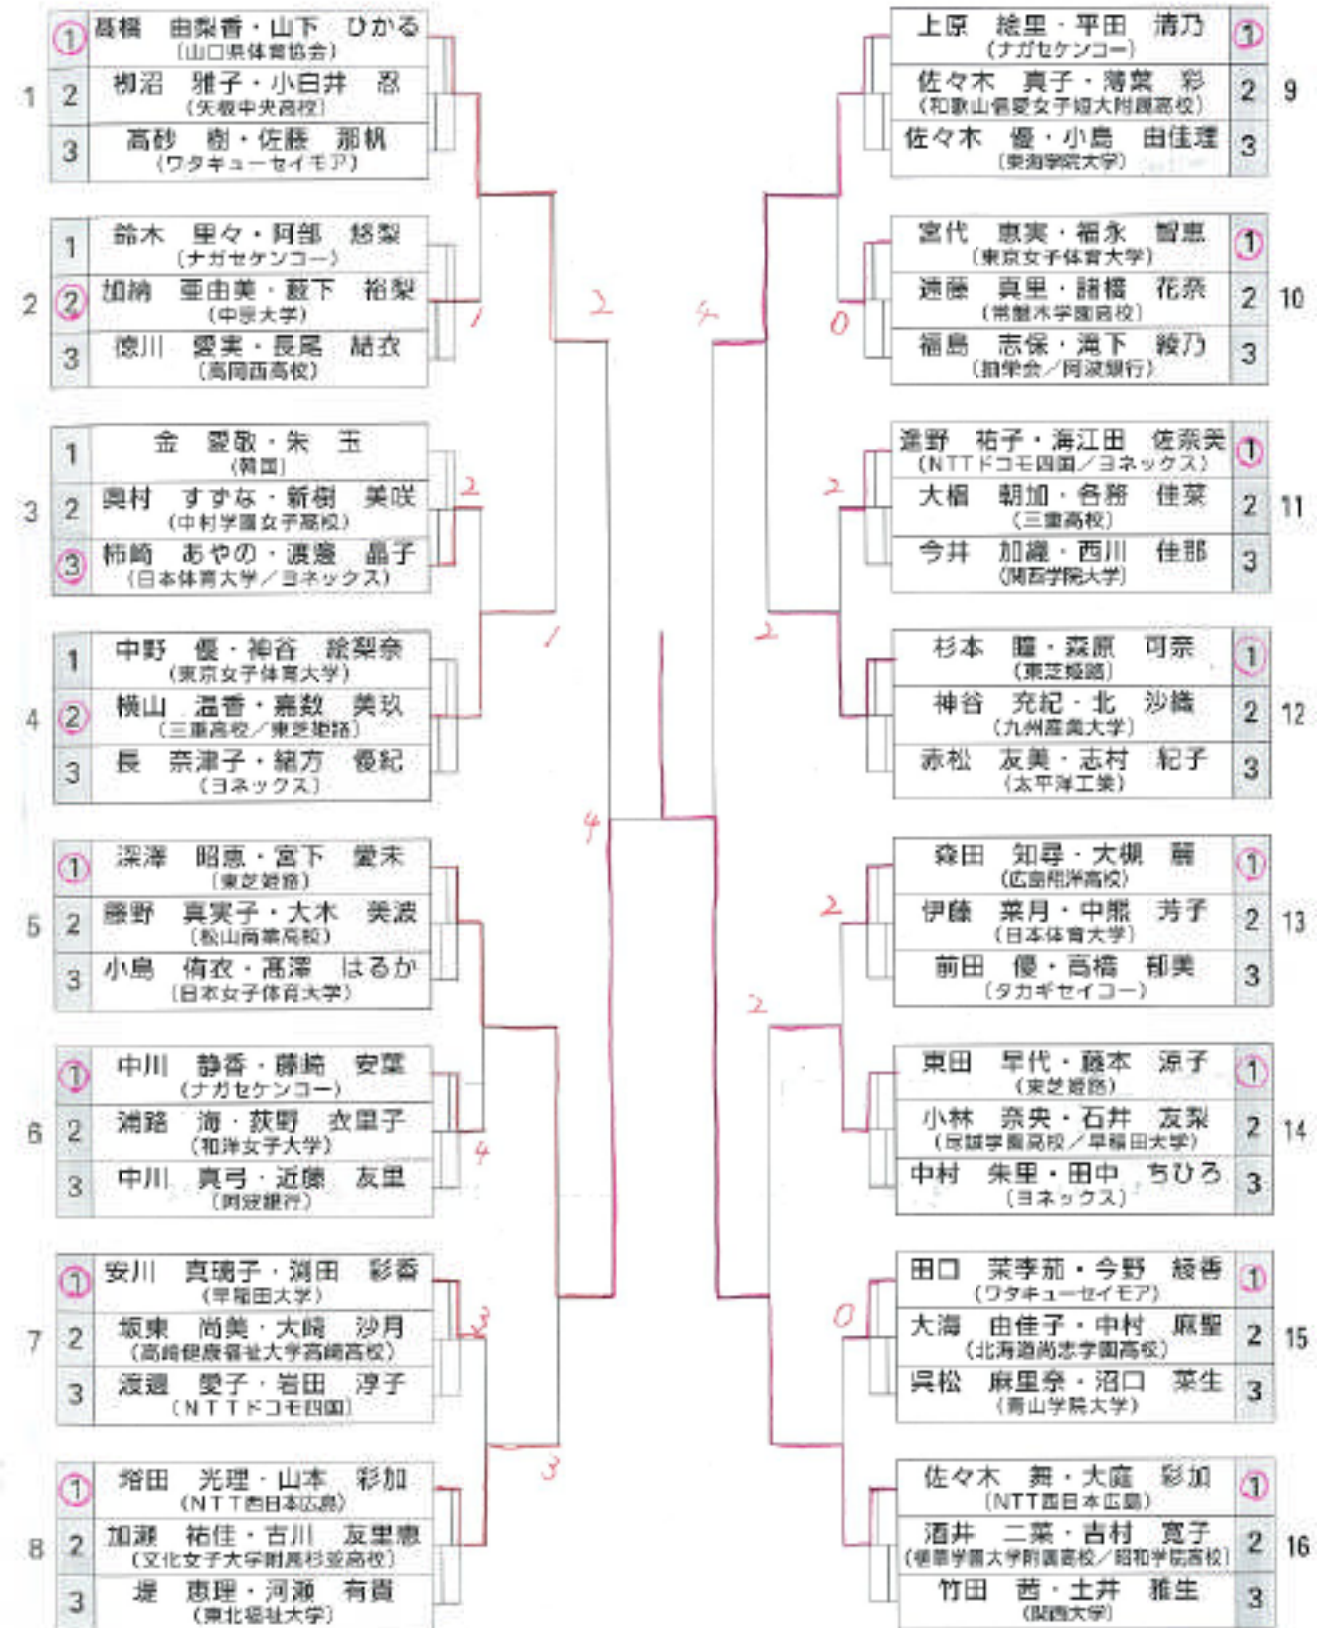 1
① 髙橋 由梨香・山下 ひかる
(山口県体育協会)
2 栁沼 雅子・小白井 忍
(矢板中央高校)
3 高砂 樹・佐藤 那帆
(ワタキューセイモア)
2
1 鈴木 里々・阿部 悠梨
(ナガセケンコー)
② 加納 亜由美・藪下 裕梨
(中京大学)
3 徳川 愛実・長尾 結衣
(高岡西高校)
1
2
3
1 金 愛敬・朱 玉
(韓国)
2 奥村 すずな・新樹 美咲
(中村学園女子高校)
③ 柿崎 あやの・渡邊 晶子
(日本体育大学/ヨネックス)
2
4
1 中野 優・神谷 絵梨奈
(東京女子体育大学)
② 横山 温香・嘉数 美玖
(三重高校/東芝姫路)
3 長 奈津子・緒方 優紀
(ヨネックス)
1
4
5
① 深澤 昭恵・宮下 愛未
(東芝姫路)
2 藤野 真実子・大木 美波
(松山商業高校)
3 小島 侑衣・髙澤 はるか
(日本女子体育大学)
6
① 中川 静香・藤﨑 安葉
(ナガセケンコー)
2 浦路 海・荻野 衣里子
(和洋女子大学)
3 中川 真弓・近藤 友里
(阿波銀行)
4
7
① 安川 真璃子・渕田 彩香
(早稲田大学)
2 坂東 尚美・大﨑 沙月
(高崎健康福祉大学高崎高校)
3 渡邉 愛子・岩田 淳子
(NTTドコモ四国)
3
8
① 塔田 光理・山本 彩加
(NTT西日本広島)
2 加瀬 祐佳・古川 友里恵
(文化女子大学附属杉並高校)
3 堤 恵理・河瀬 有貴
(東北福祉大学)
3
上原 絵里・平田 清乃 ①
(ナガセケンコー)
佐々木 真子・薄葉 彩 2
(和歌山信愛女子短大附属高校)
佐々木 優・小島 由佳理 3
(東海学院大学)
9
4
宮代 恵実・福永 智恵 ①
(東京女子体育大学)
遠藤 真里・諸橋 花奈 2
(常盤木学園高校)
福島 志保・滝下 綾乃 3
(抽栄会/阿波銀行)
10
0
逵野 祐子・海江田 佐奈美 ①
(NTTドコモ四国/ヨネックス)
大楣 朝加・各務 佳菜 2
(三重高校)
今井 加織・西川 佳那 3
(関西学院大学)
11
2
2
杉本 瞳・森原 可奈 ①
(東芝姫路)
神谷 充紀・北 沙織 2
(九州産業大学)
赤松 友美・志村 紀子 3
(太平洋工業)
12
森田 知尋・大槻 麗 ①
(広島翔洋高校)
伊藤 菜月・中熊 芳子 2
(日本体育大学)
前田 優・高橋 郁美 3
(タカギセイコー)
13
2
2
東田 早代・藤本 涼子 ①
(東芝姫路)
小林 奈央・石井 友梨 2
(尽誠学園高校/早稲田大学)
中村 朱里・田中 ちひろ 3
(ヨネックス)
14
田口 菜李茄・今野 綾香 ①
(ワタキューセイモア)
大海 由佳子・中村 麻聖 2
(北海道尚志学園高校)
呉松 麻里奈・沼口 菜生 3
(青山学院大学)
15
0
佐々木 舞・大庭 彩加 ①
(NTT西日本広島)
酒井 二葉・吉村 寛子 2
(植草学園大学附属高校/昭和学院高校)
竹田 茜・土井 雅生 3
(関西大学)
16